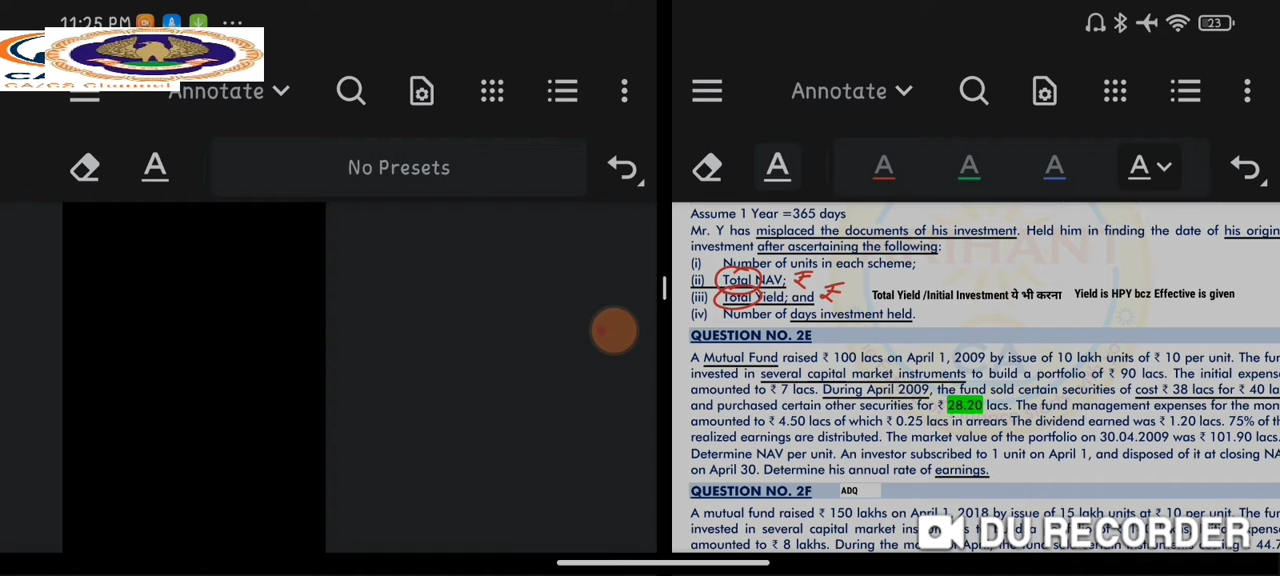 11:25 PM
23
Annotate
Annotate
No Presets
Assume 1 Year =365 days
Mr. Y has misplaced the documents of his investment. Held him in finding the date of his origin
investment after ascertaining the following:
(i) Number of units in each scheme;
(ii) Total NAV; ₹
(iii) Total Yield; and ₹ Total Yield /Initial Investment ये भी करना Yield is HPY bcz Effective is given
(iv) Number of days investment held.
QUESTION NO. 2E
A Mutual Fund raised ₹ 100 lacs on April 1, 2009 by issue of 10 lakh units of ₹ 10 per unit. The fun
invested in several capital market instruments to build a portfolio of ₹ 90 lacs. The initial expens
amounted to ₹ 7 lacs. During April 2009, the fund sold certain securities of cost ₹ 38 lacs for ₹ 40 la
and purchased certain other securities for ₹ 28.20 lacs. The fund management expenses for the mon
amounted to ₹ 4.50 lacs of which ₹ 0.25 lacs in arrears The dividend earned was ₹ 1.20 lacs. 75% of th
realized earnings are distributed. The market value of the portfolio on 30.04.2009 was ₹ 101.90 lacs.
Determine NAV per unit. An investor subscribed to 1 unit on April 1, and disposed of it at closing NA
on April 30. Determine his annual rate of earnings.
QUESTION NO. 2F ADQ
A mutual fund raised ₹ 150 lakhs on April 1, 2018 by issue of 15 lakh units at ₹ 10 per unit. The fun
invested in several capital market
amounted to ₹ 8 lakhs. During the 44.7
DU RECORDER